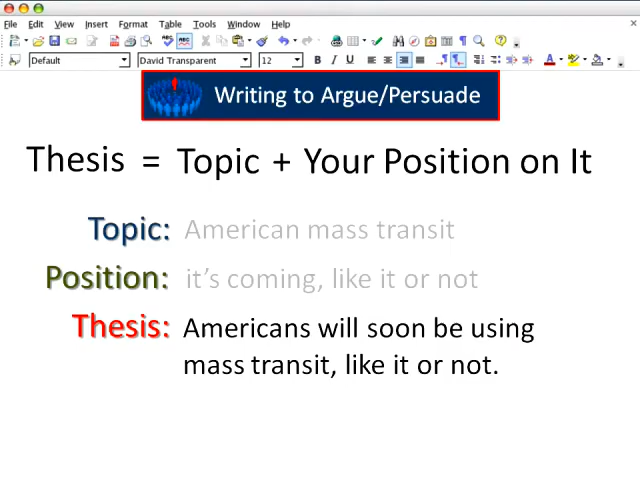 File Edit View Insert Format Table Tools Window Help
Default David Transparent 12 B I U A
Writing to Argue/Persuade
Thesis = Topic + Your Position on It
Topic: American mass transit
Position: it's coming, like it or not
Thesis: Americans will soon be using
mass transit, like it or not.